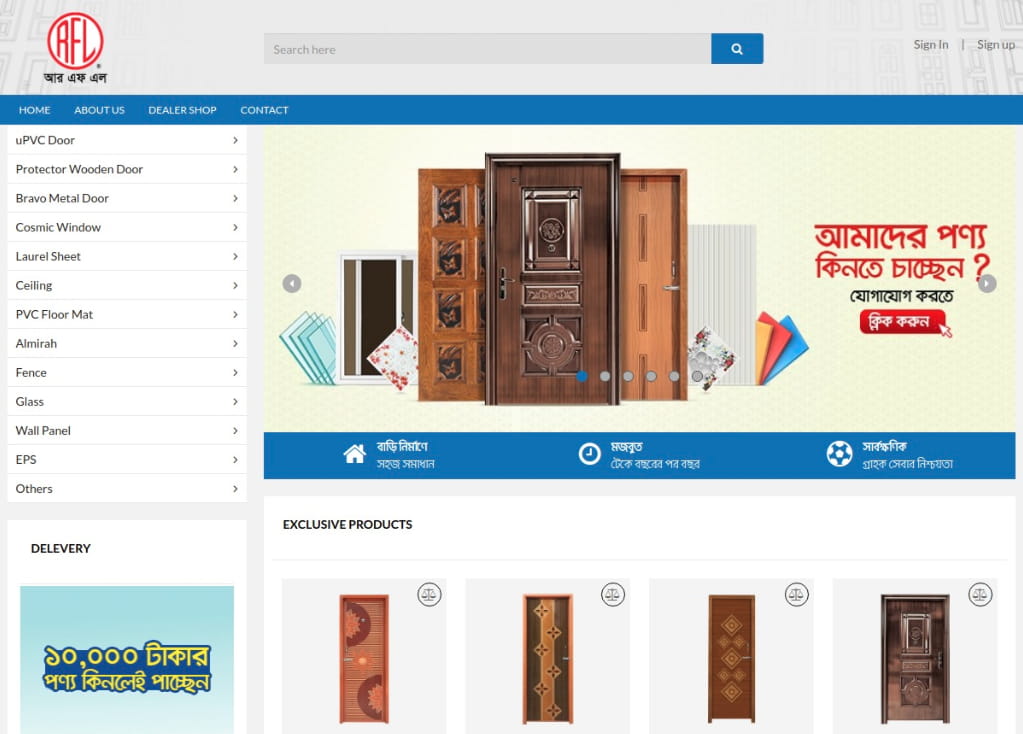 RFL
আর এফ এল
Search here
Sign In | Sign up
HOME ABOUT US DEALER SHOP CONTACT
uPVC Door
Protector Wooden Door
Bravo Metal Door
Cosmic Window
Laurel Sheet
Ceiling
PVC Floor Mat
Almirah
Fence
Glass
Wall Panel
EPS
Others
আমাদের পণ্য
কিনতে চাচ্ছেন ?
যোগাযোগ করতে
ক্লিক করুন
বাড়ি নির্মাণে
সহজ সমাধান
মজবুত
টেকে বছরের পর বছর
সার্বক্ষণিক
গ্রাহক সেবার নিশ্চয়তা
DELEVERY
১০,০০০ টাকার
পণ্য কিনলেই পাচ্ছেন
EXCLUSIVE PRODUCTS